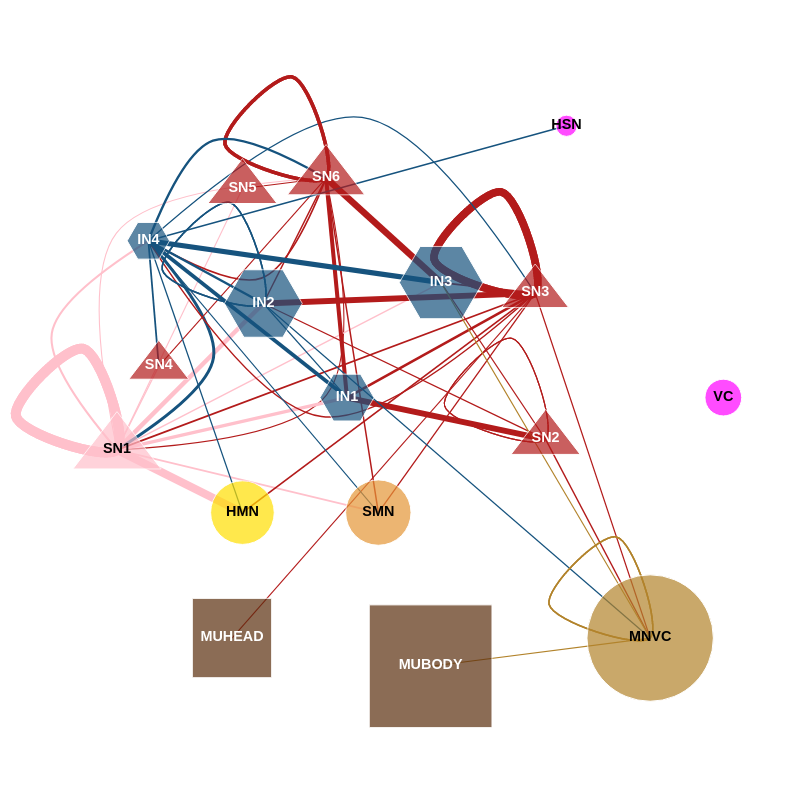 HSN
SN6
SN5
IN4
IN3
SN3
IN2
SN4
IN1
VC
SN2
SN1
HMN
SMN
MUHEAD
MNVC
MUBODY